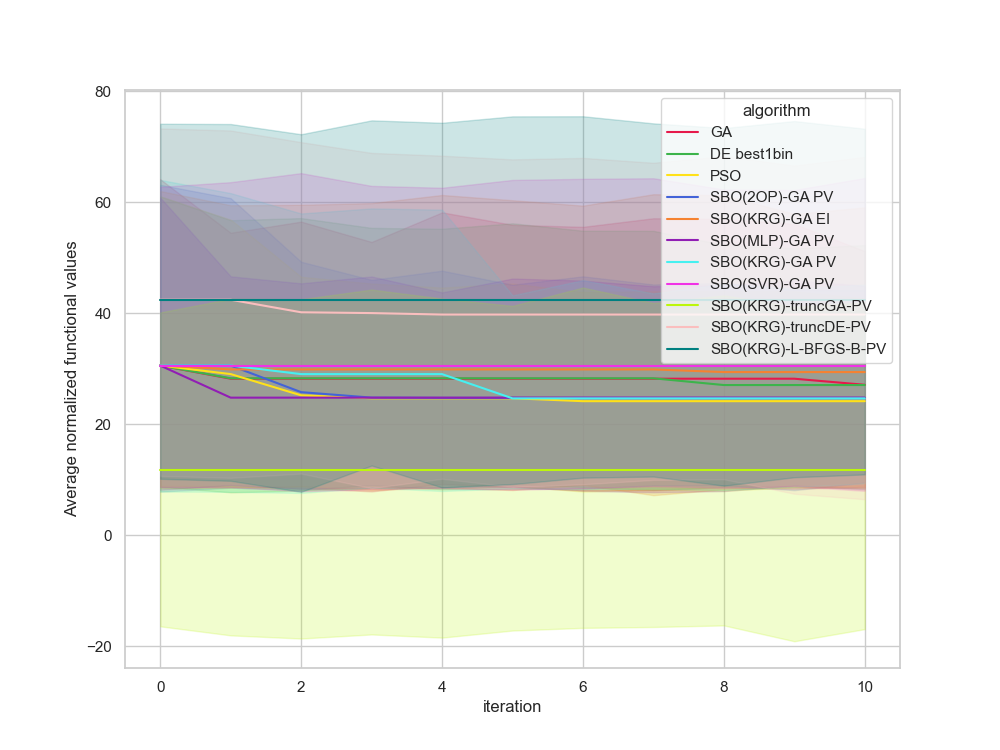 80
60
40
20
0
−20
Average normalized functional values
0
2
4
6
8
10
iteration
algorithm
GA
DE best1bin
PSO
SBO(2OP)-GA PV
SBO(KRG)-GA EI
SBO(MLP)-GA PV
SBO(KRG)-GA PV
SBO(SVR)-GA PV
SBO(KRG)-truncGA-PV
SBO(KRG)-truncDE-PV
SBO(KRG)-L-BFGS-B-PV